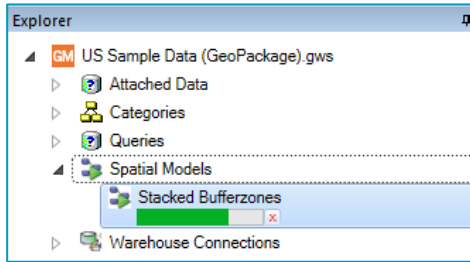 Explorer
GM US Sample Data (GeoPackage).gws
Attached Data
Categories
Queries
Spatial Models
Stacked Bufferzones
x
Warehouse Connections